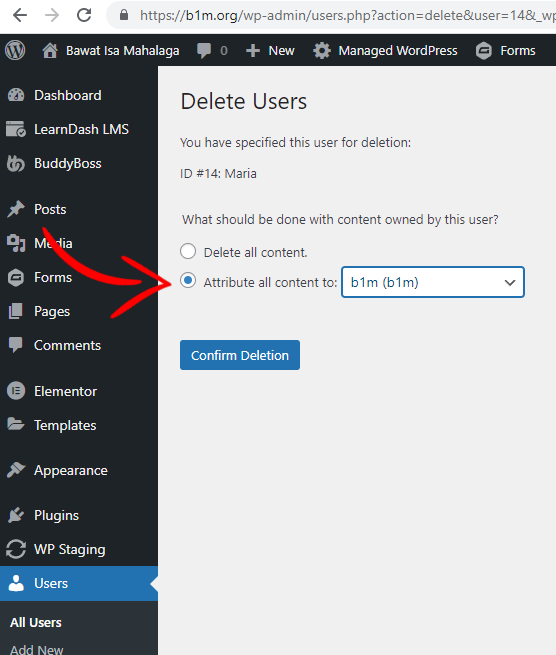 https://b1m.org/wp-admin/users.php?action=delete&user=14&_wp
Bawat Isa Mahalaga 0 New Managed WordPress Forms
Dashboard
LearnDash LMS
BuddyBoss
Posts
Media
Forms
Pages
Comments
Elementor
Templates
Appearance
Plugins
WP Staging
Users
All Users
Add New
Delete Users
You have specified this user for deletion:
ID #14: Maria
What should be done with content owned by this user?
Delete all content.
Attribute all content to: b1m (b1m)
Confirm Deletion